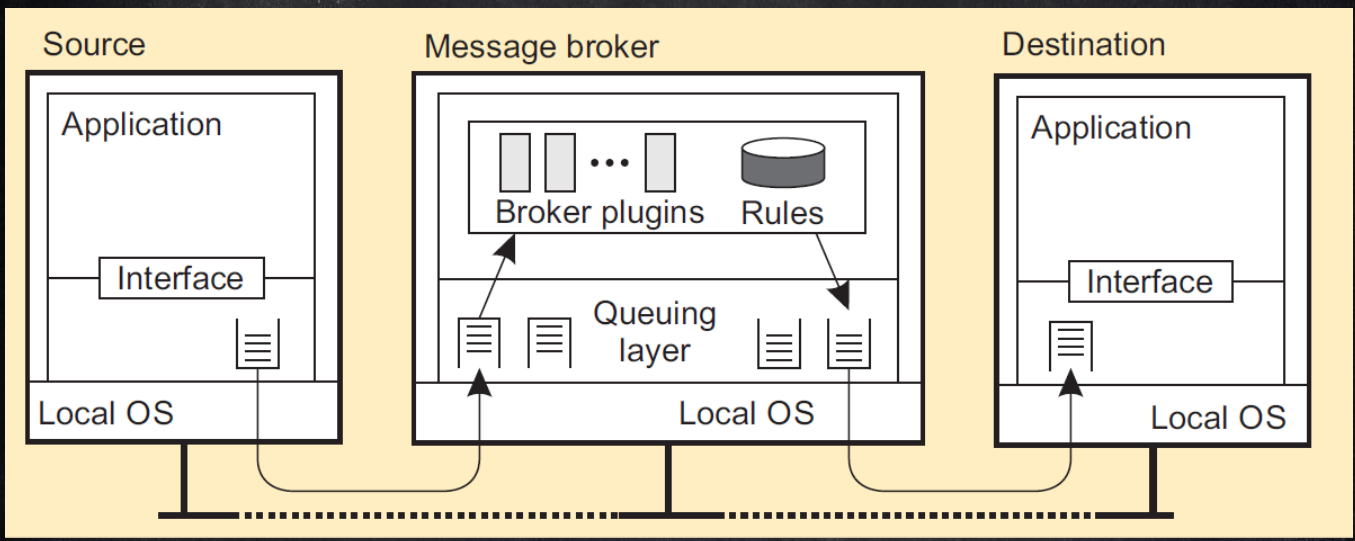 Source
Message broker
Destination
Application
Application
Broker plugins
Rules
Interface
Interface
Queuing
layer
Local OS
Local OS
Local OS